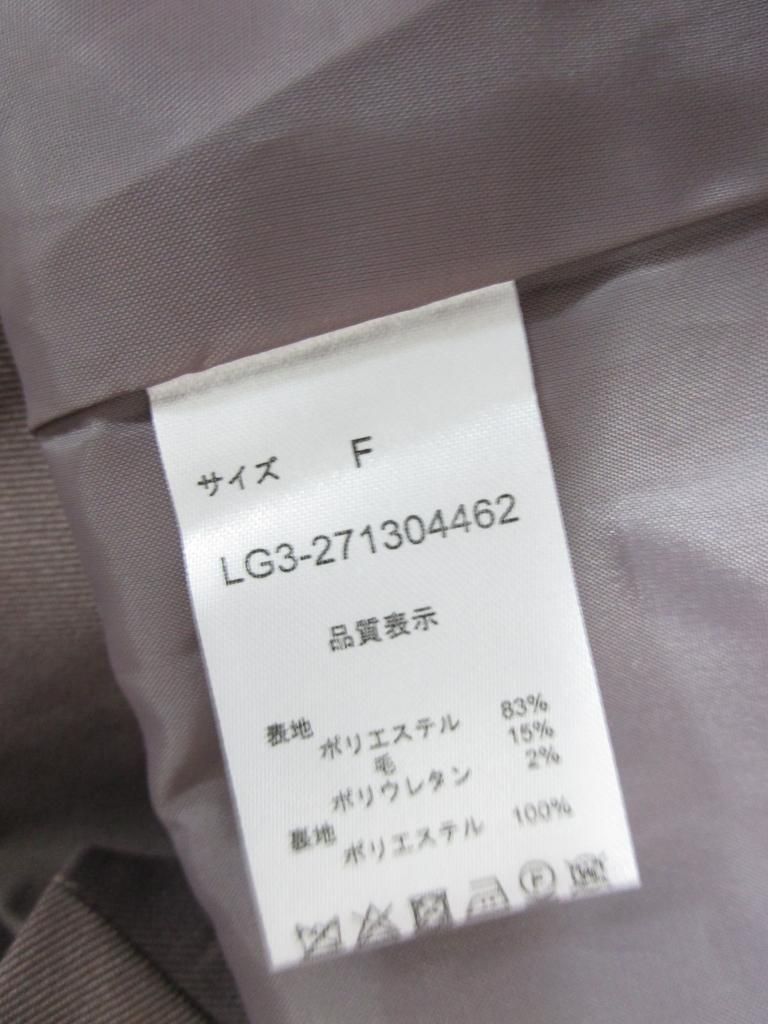 サイズ F
LG3-271304462
品質表示
表地 ポリエステル 83%
毛 15%
ポリウレタン 2%
裏地 ポリエステル 100%
F
W